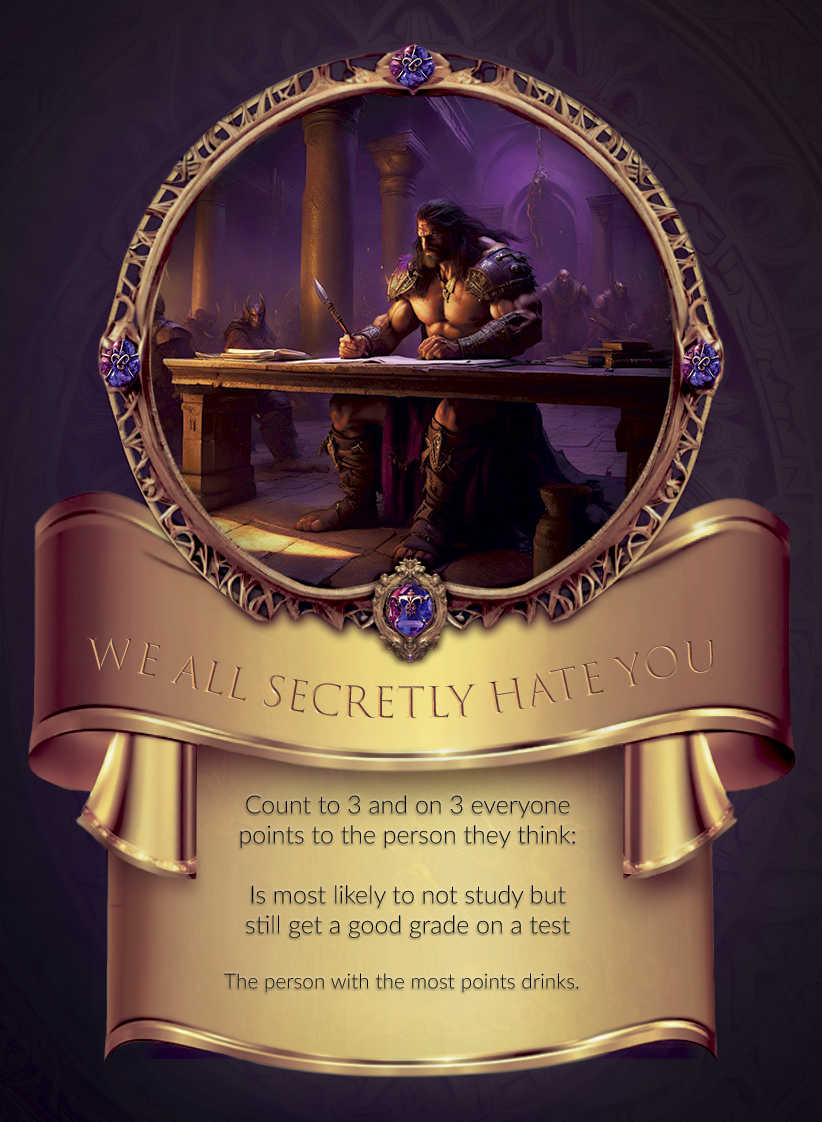 WE ALL SECRETLY HATE YOU
Count to 3 and on 3 everyone
points to the person they think:
Is most likely to not study but
still get a good grade on a test
The person with the most points drinks.